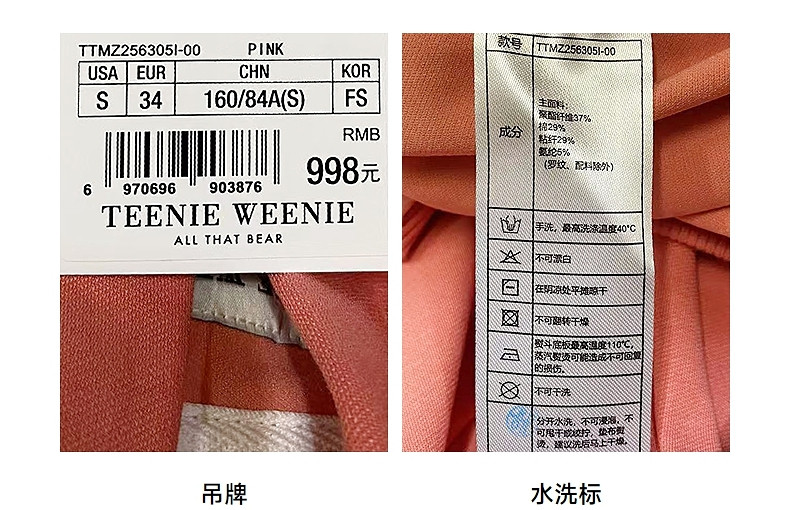 TTMZ256305I-00 PINK
USA EUR CHN KOR
S 34 160/84A(S) FS
RMB
998元
6 970696 903876
TEENIE WEENIE
ALL THAT BEAR
款号 TTMZ256305I-00
成分
主面料:
聚酯纤维37%
棉29%
粘纤29%
氨纶5%
(罗纹、配料除外)
手洗，最高洗涤温度40°C
不可漂白
在阴凉处平摊晾干
不可翻转干燥
熨斗底板最高温度110℃，
蒸汽熨烫可能造成不可回复
的损伤。
不可干洗
分开水洗，不可浸泡，不
可甩干或绞拧，垫布熨
烫，建议洗后马上干燥。
吊牌
水洗标